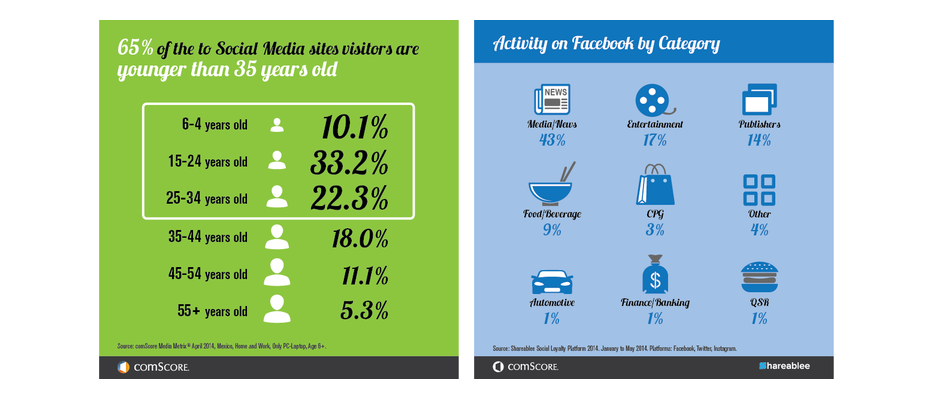 65% of the to Social Media sites visitors are
younger than 35 years old
6-4 years old 10.1%
15-24 years old 33.2%
25-34 years old 22.3%
35-44 years old 18.0%
45-54 years old 11.1%
55+ years old 5.3%
Source: comScore Media Metrix® April 2014, Mexico, Home and Work, Only PC-Laptop, Age 6+.
comSCORE.
Activity on Facebook by Category
NEWS
Media/News Entertainment Publishers
43% 17% 14%
Food/Beverage CPG Other
9% 3% 4%
$
Automotive Finance/Banking QSR
1% 1% 1%
Source: Shareablee Social Loyalty Platform 2014. January to May 2014. Platforms: Facebook, Twitter, Instagram.
comSCORE. Shareablee